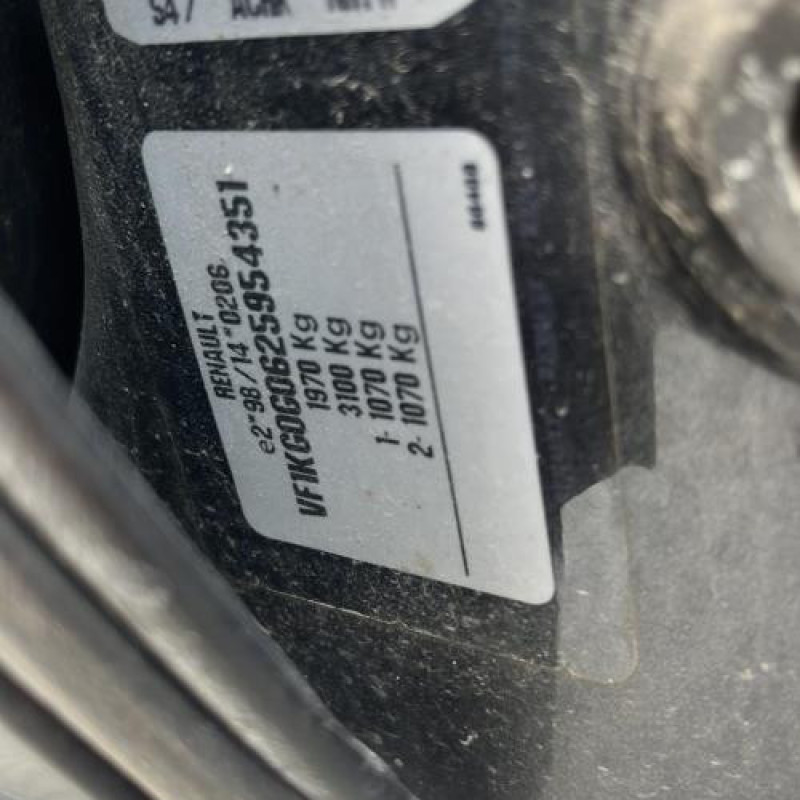 RENAULT
e2*98/14*0206
VF1KG0G0625954351
1970 Kg
3100 Kg
1- 1070 Kg
2- 1070 Kg